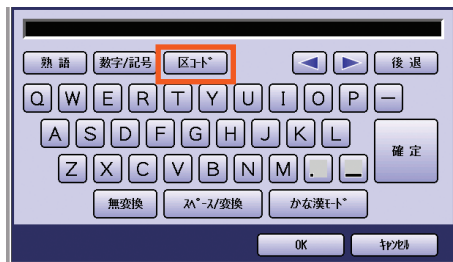 熟語 数字/記号 区ｺｰﾄﾞ 後退
Q W E R T Y U I O P ー
A S D F G H J K L
確定
Z X C V B N M . _
無変換 ｽﾍﾟｰｽ/変換 かな漢ﾓｰﾄﾞ
OK ｷｬﾝｾﾙ